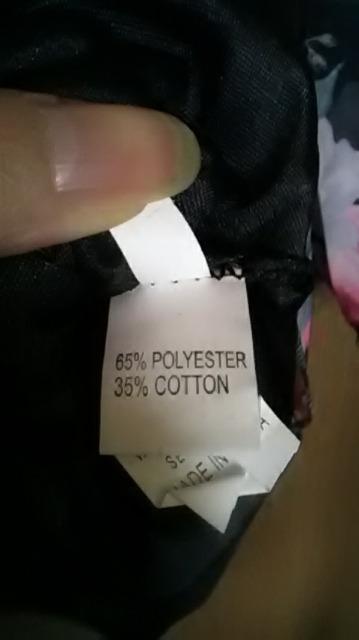 65% POLYESTER
35% COTTON
MADE IN